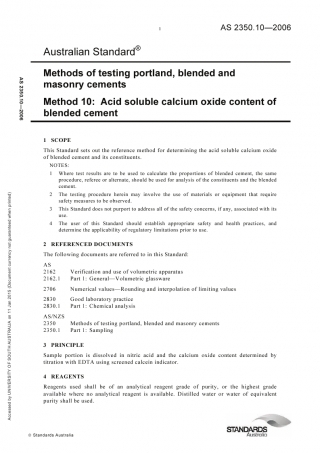 1
AS 2350.10—2006
Australian Standard®
Methods of testing portland, blended and
masonry cements
Method 10: Acid soluble calcium oxide content of
blended cement
1 SCOPE
This Standard sets out the reference method for determining the acid soluble calcium oxide
of blended cement and its constituents.
NOTES:
1 Where test results are to be used to calculate the proportions of blended cement, the same
procedure, referee or alternate, should be used for analysis of the constituents and the blended
cement.
2 The testing procedure herein may involve the use of materials or equipment that require
safety measures to be observed.
3 This Standard does not purport to address all of the safety concerns, if any, associated with its
use.
4 The user of this Standard should establish appropriate safety and health practices, and
determine the applicability of regulatory limitations prior to use.
2 REFERENCED DOCUMENTS
The following documents are referred to in this Standard:
AS
2162 Verification and use of volumetric apparatus
2162.1 Part 1: General—Volumetric glassware
2706 Numerical values—Rounding and interpretation of limiting values
2830 Good laboratory practice
2830.1 Part 1: Chemical analysis
AS/NZS
2350 Methods of testing portland, blended and masonry cements
2350.1 Part 1: Sampling
3 PRINCIPLE
Sample portion is dissolved in nitric acid and the calcium oxide content determined by
titration with EDTA using screened calcein indicator.
4 REAGENTS
Reagents used shall be of an analytical reagent grade of purity, or the highest grade
available where no analytical reagent is available. Distilled water or water of equivalent
purity shall be used.
© Standards Australia
STANDARDS
Australia
AS 2350.10—2006
Accessed by UNIVERSITY OF SOUTH AUSTRALIA on 11 Jan 2015 (Document currency not guaranteed when printed)